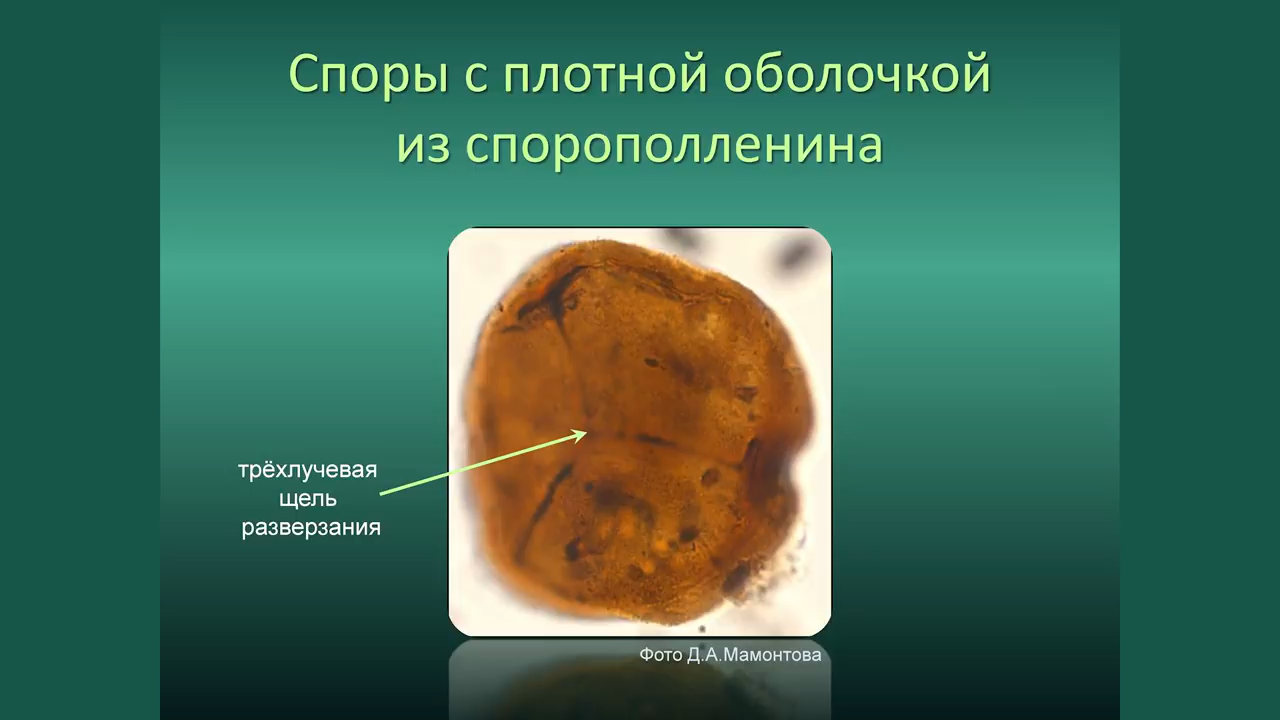 Споры с плотной оболочкой
из спорополленина
трёхлучевая
щель
разверзания
Фото Д.А.Мамонтова